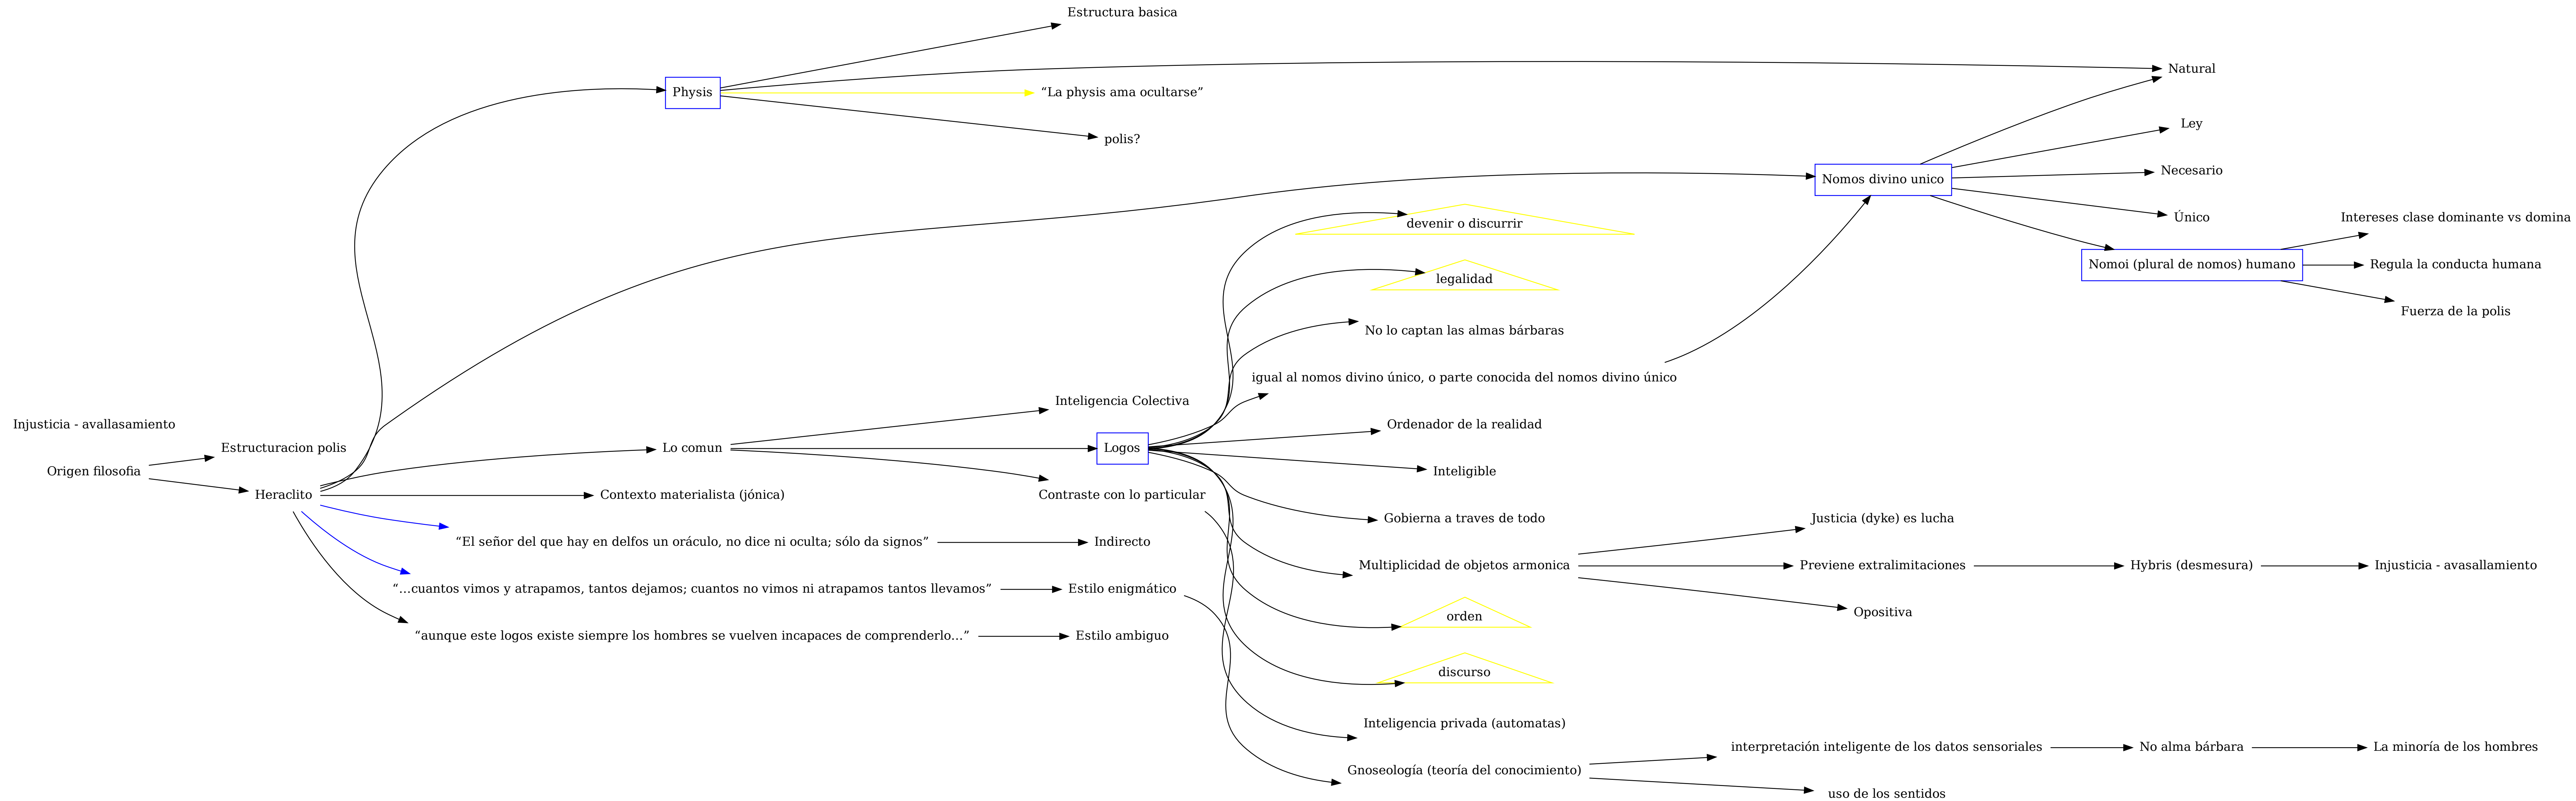 Estructura basica
Natural
Physis
“La physis ama ocultarse”
Ley
polis?
Necesario
Nomos divino unico
Único
Intereses clase dominante vs domina
devenir o discurrir
Nomoi (plural de nomos) humano
Regula la conducta humana
legalidad
Fuerza de la polis
No lo captan las almas bárbaras
igual al nomos divino único, o parte conocida del nomos divino único
Inteligencia Colectiva
Injusticia - avallasamiento
Ordenador de la realidad
Estructuracion polis
Lo comun
Logos
Origen filosofia
Inteligible
Heraclito
Contexto materialista (jónica)
Contraste con lo particular
Gobierna a traves de todo
Justicia (dyke) es lucha
“El señor del que hay en delfos un oráculo, no dice ni oculta; sólo da signos”
Indirecto
Multiplicidad de objetos armonica
Previene extralimitaciones
Hybris (desmesura)
Injusticia - avasallamiento
“...cuantos vimos y atrapamos, tantos dejamos; cuantos no vimos ni atrapamos tantos llevamos”
Estilo enigmático
Opositiva
orden
“aunque este logos existe siempre los hombres se vuelven incapaces de comprenderlo...”
Estilo ambiguo
discurso
Inteligencia privada (automatas)
interpretación inteligente de los datos sensoriales
No alma bárbara
La minoría de los hombres
Gnoseología (teoría del conocimiento)
uso de los sentidos